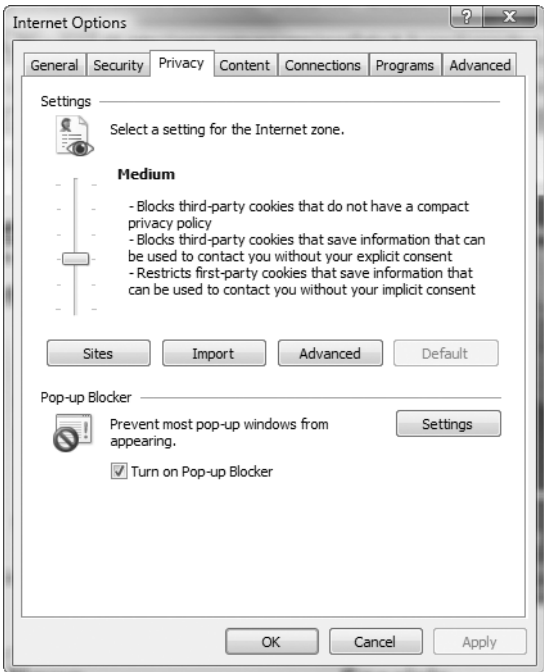 Internet Options
General Security Privacy Content Connections Programs Advanced
Settings
Select a setting for the Internet zone.
Medium
- Blocks third-party cookies that do not have a compact
privacy policy
- Blocks third-party cookies that save information that can
be used to contact you without your explicit consent
- Restricts first-party cookies that save information that
can be used to contact you without your implicit consent
Sites Import Advanced Default
Pop-up Blocker
Prevent most pop-up windows from
appearing.
Settings
Turn on Pop-up Blocker
OK Cancel Apply